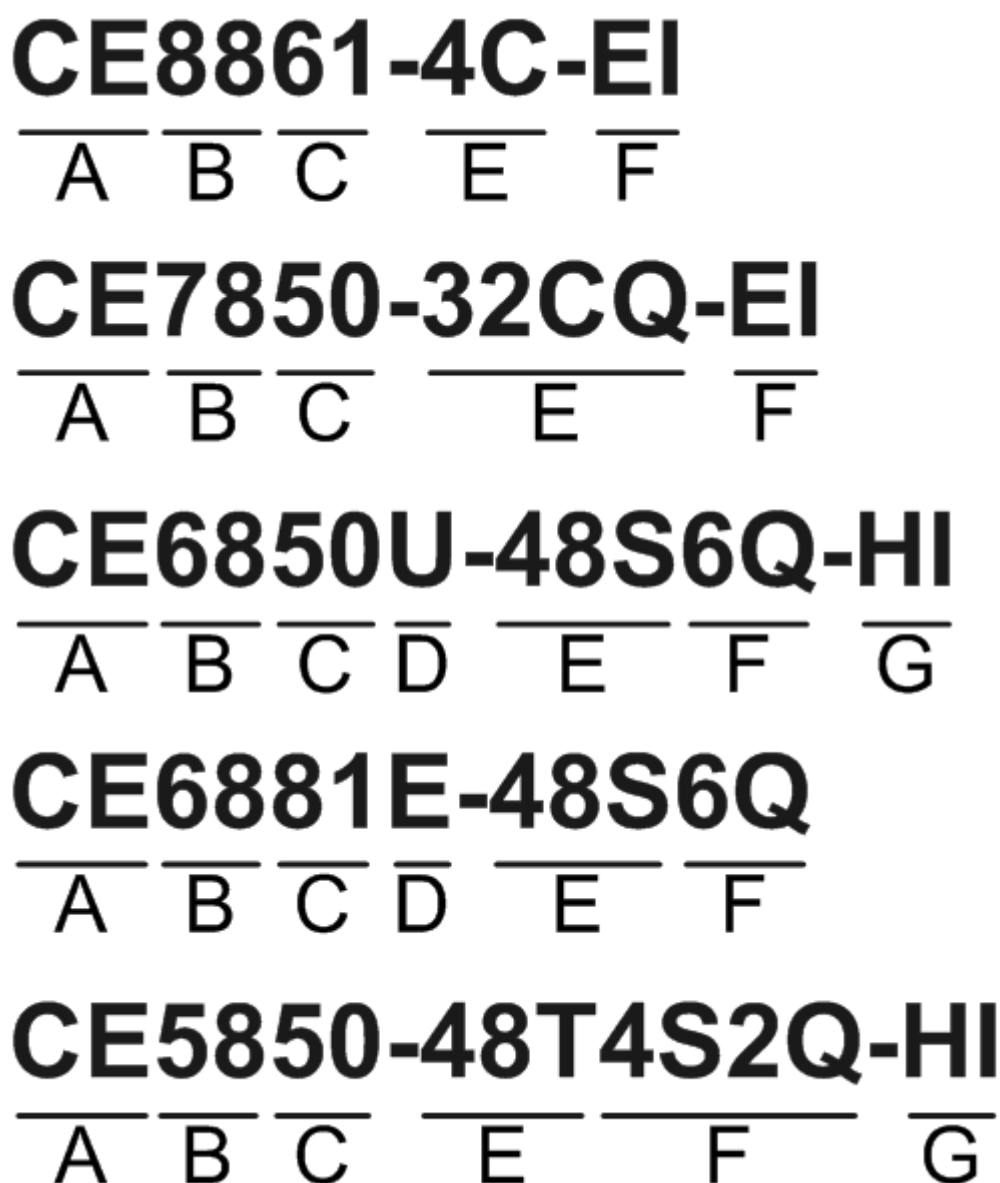 CE8861-4C-EI
A B C E F
CE7850-32CQ-EI
A B C E F
CE6850U-48S6Q-HI
A B C D E F G
CE6881E-48S6Q
A B C D E F
CE5850-48T4S2Q-HI
A B C E F G